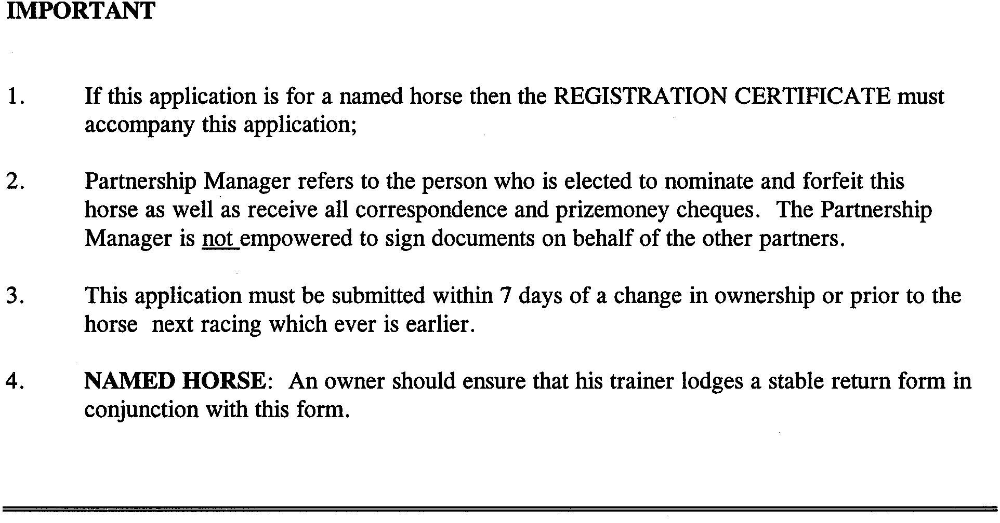 IMPORTANT
1. If this application is for a named horse then the REGISTRATION CERTIFICATE must
accompany this application;
2. Partnership Manager refers to the person who is elected to nominate and forfeit this
horse as well as receive all correspondence and prizemoney cheques. The Partnership
Manager is not empowered to sign documents on behalf of the other partners.
3. This application must be submitted within 7 days of a change in ownership or prior to the
horse next racing which ever is earlier.
4. NAMED HORSE: An owner should ensure that his trainer lodges a stable return form in
conjunction with this form.